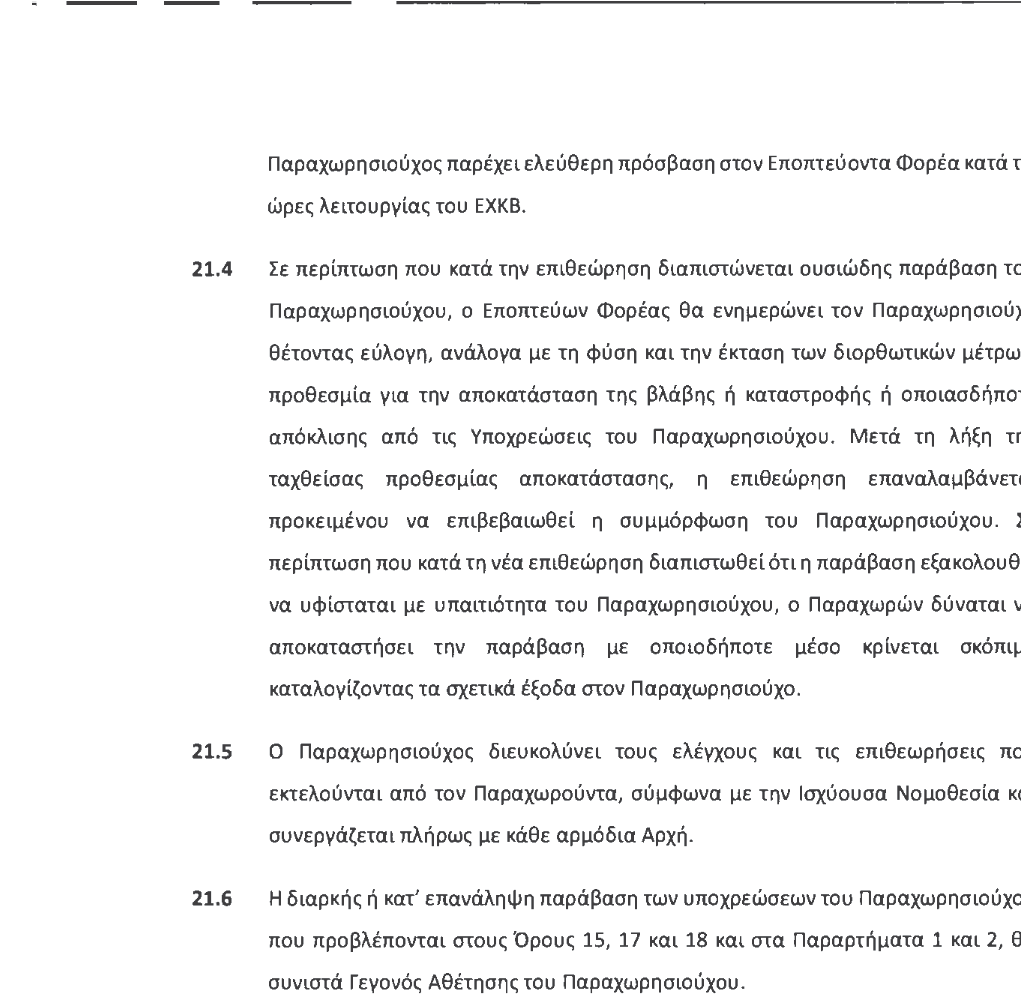 Παραχωρησιούχος παρέχει ελεύθερη πρόσβαση στον Εποπτεύοντα Φορέα κατά
ώρες λειτουργίας του ΕΧΚΒ.
21.4 Σε περίπτωση που κατά την επιθεώρηση διαπιστώνεται ουσιώδης παράβαση
Παραχωρησιούχου, ο Εποπτεύων Φορέας θα ενημερώνει τον
θέτοντας εύλογη, ανάλογα με τη φύση και την έκταση των διορθωτικών
προθεσμία για την αποκατάσταση της βλάβης ή καταστροφής ή
απόκλισης από τις Υποχρεώσεις του Παραχωρησιούχου. Μετά τη λήξη
ταχθείσας προθεσμίας αποκατάστασης, η επιθεώρηση
προκειμένου να επιβεβαιωθεί η συμμόρφωση του Παραχωρησιούχου.
περίπτωση που κατά τη νέα επιθεώρηση διαπιστωθεί ότι η παράβαση
να υφίσταται με υπαιτιότητα του Παραχωρησιούχου, ο Παραχωρών δύναται
αποκαταστήσει την παράβαση με οποιοδήποτε μέσο κρίνεται
καταλογίζοντας τα σχετικά έξοδα στον Παραχωρησιούχο.
21.5 Ο Παραχωρησιούχος διευκολύνει τους ελέγχους και τις επιθεωρήσεις
εκτελούνται από τον Παραχωρούντα, σύμφωνα με την Ισχύουσα Νομοθεσία
συνεργάζεται πλήρως με κάθε αρμόδια Αρχή.
21.6 Η διαρκής ή κατ' επανάληψη παράβαση των υποχρεώσεων του
που προβλέπονται στους Όρους 15, 17 και 18 και στα Παραρτήματα 1 και 2,
συνιστά Γεγονός Αθέτησης του Παραχωρησιούχου.